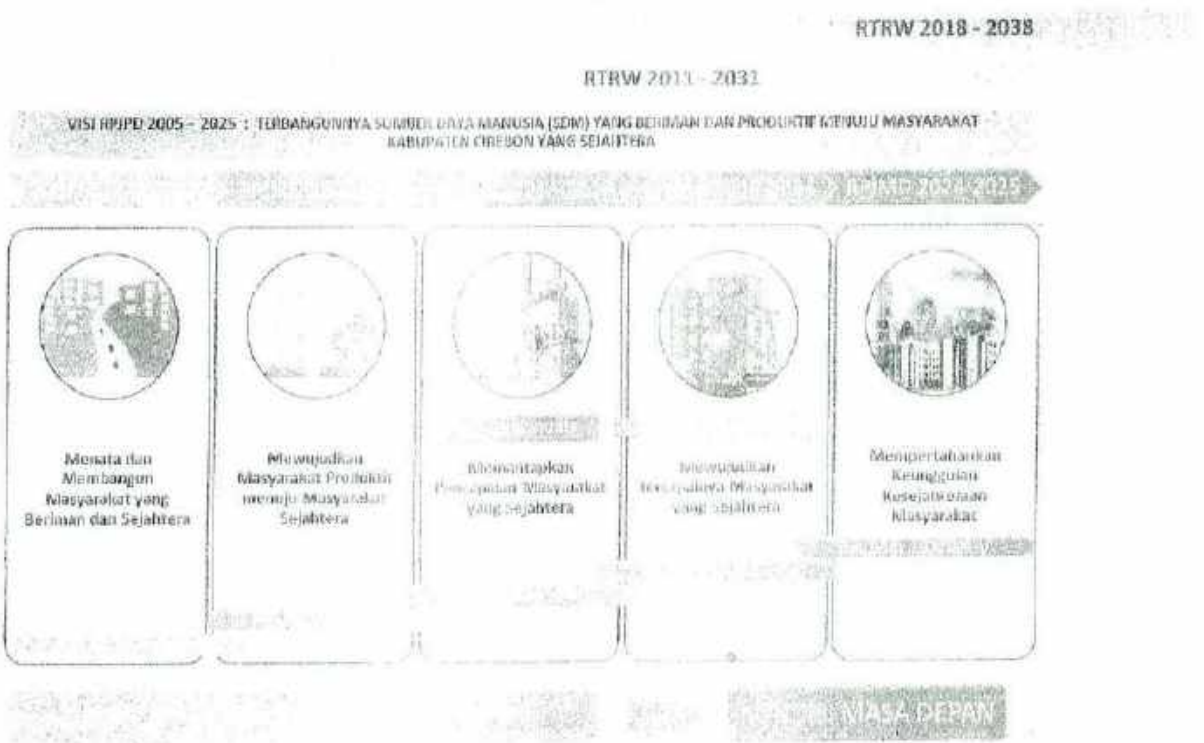 RTRW 2018 - 2038
RTRW 2011 - 2031
VISI RPJPD 2005 - 2025 : TERBANGUNNYA SUMBER DAYA MANUSIA (SDM) YANG BERIMAN DAN PRODUKTIF MENUJU MASYARAKAT
KABUPATEN CIREBON YANG SEJAHTERA
RPJMD 2024-2025
Menata dan
Membangun
Masyarakat yang
Beriman dan Sejahtera
Mewujudkan
Masyarakat Produktif
menuju Masyarakat
Sejahtera
Memantapkan
Pencapaian Masyarakat
yang Sejahtera
Mewujudkan
Masyarakat
yang Sejahtera
Mempertahankan
Keunggulan
Kesejahteraan
Masyarakat
MASA DEPAN